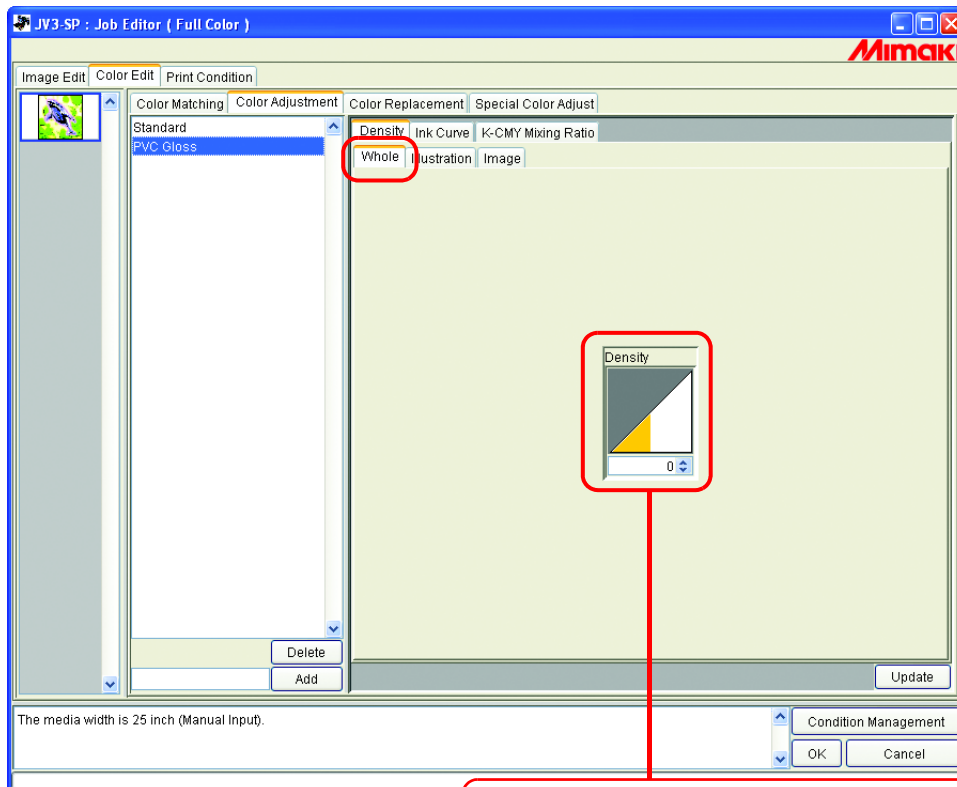 JV3-SP : Job Editor ( Full Color )
Mimaki
Image Edit Color Edit Print Condition
Color Matching Color Adjustment Color Replacement Special Color Adjust
Standard
PVC Gloss
Density Ink Curve K-CMY Mixing Ratio
Whole Illustration Image
Density
0
Delete
Add
Update
The media width is 25 inch (Manual Input).
Condition Management
OK Cancel